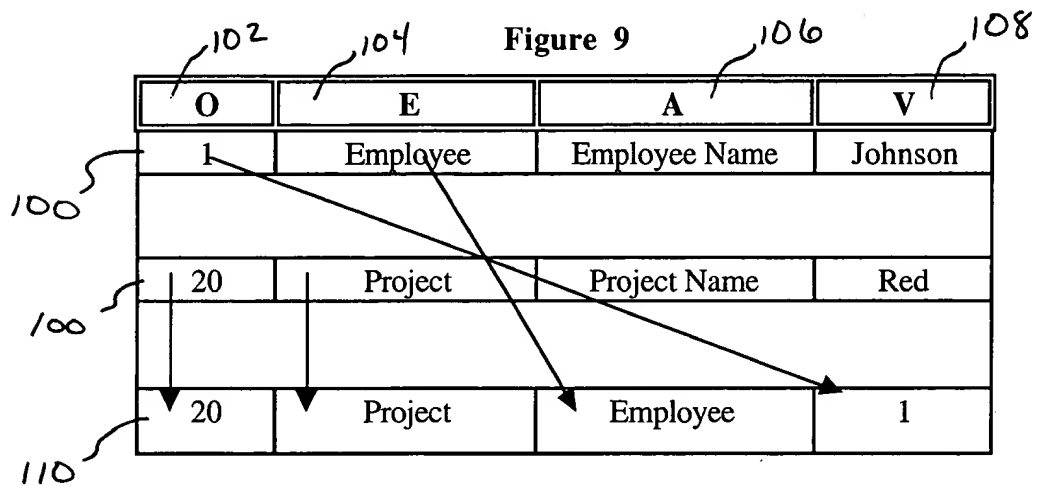 102 104 Figure 9 106 108
O E A V
1 Employee Employee Name Johnson
100
20 Project Project Name Red
100
20 Project Employee 1
110